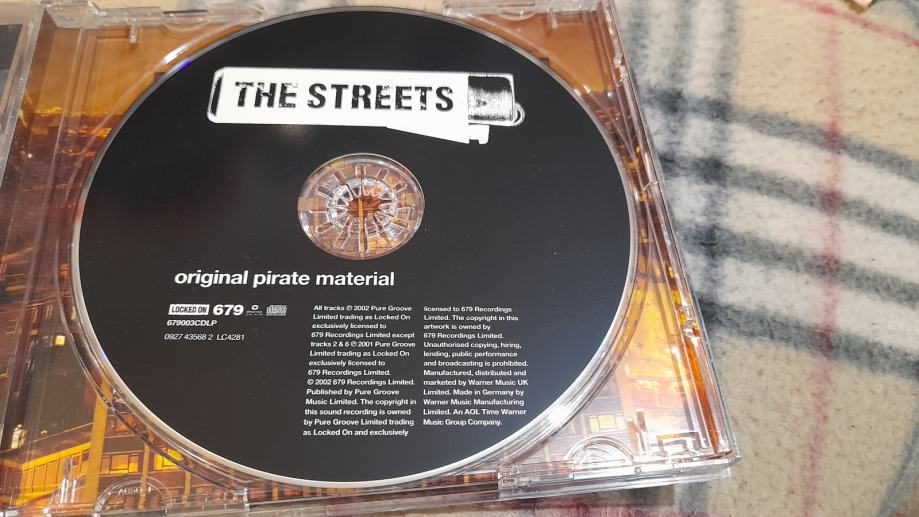 THE STREETS
original pirate material
LOCKED ON 679
679003CDLP
0927 43568 2 LC4281
All tracks ℗ 2002 Pure Groove
Limited trading as Locked On
exclusively licensed to
679 Recordings Limited except
tracks 2 & 6 ℗ 2001 Pure Groove
Limited trading as Locked On
exclusively licensed to
679 Recordings Limited.
© 2002 679 Recordings Limited.
Published by Pure Groove
Music Limited. The copyright in
this sound recording is owned
by Pure Groove Limited trading
as Locked On and exclusively
licensed to 679 Recordings
Limited. The copyright in this
artwork is owned by
679 Recordings Limited.
Unauthorised copying, hiring,
lending, public performance
and broadcasting is prohibited.
Manufactured, distributed and
marketed by Warner Music UK
Limited. Made in Germany by
Warner Music Manufacturing
Limited. An AOL Time Warner
Music Group Company.